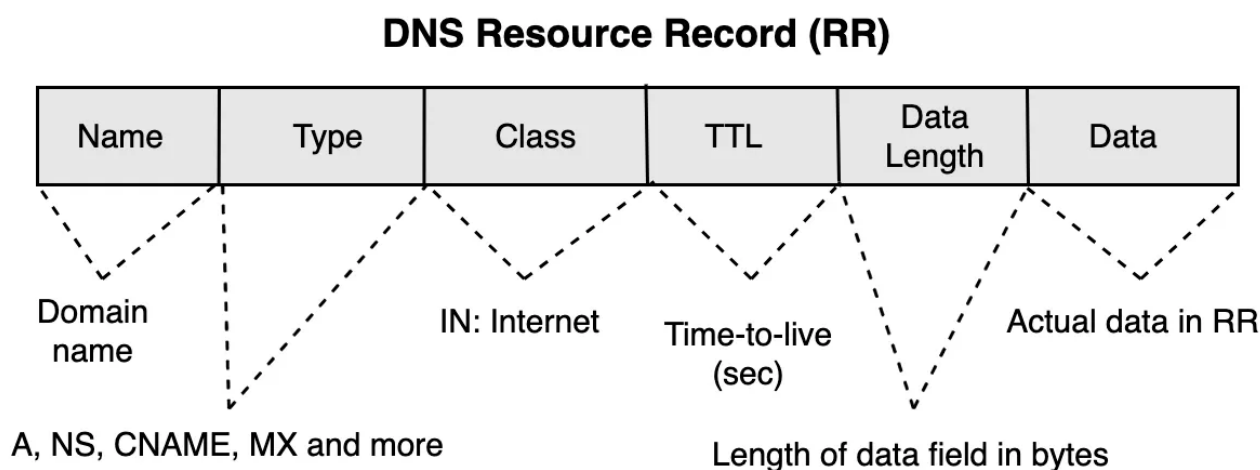 DNS Resource Record (RR)
Name
Type
Class
TTL
Data
Length
Data
Domain
name
IN: Internet
Time-to-live
(sec)
Actual data in RR
A, NS, CNAME, MX and more
Length of data field in bytes